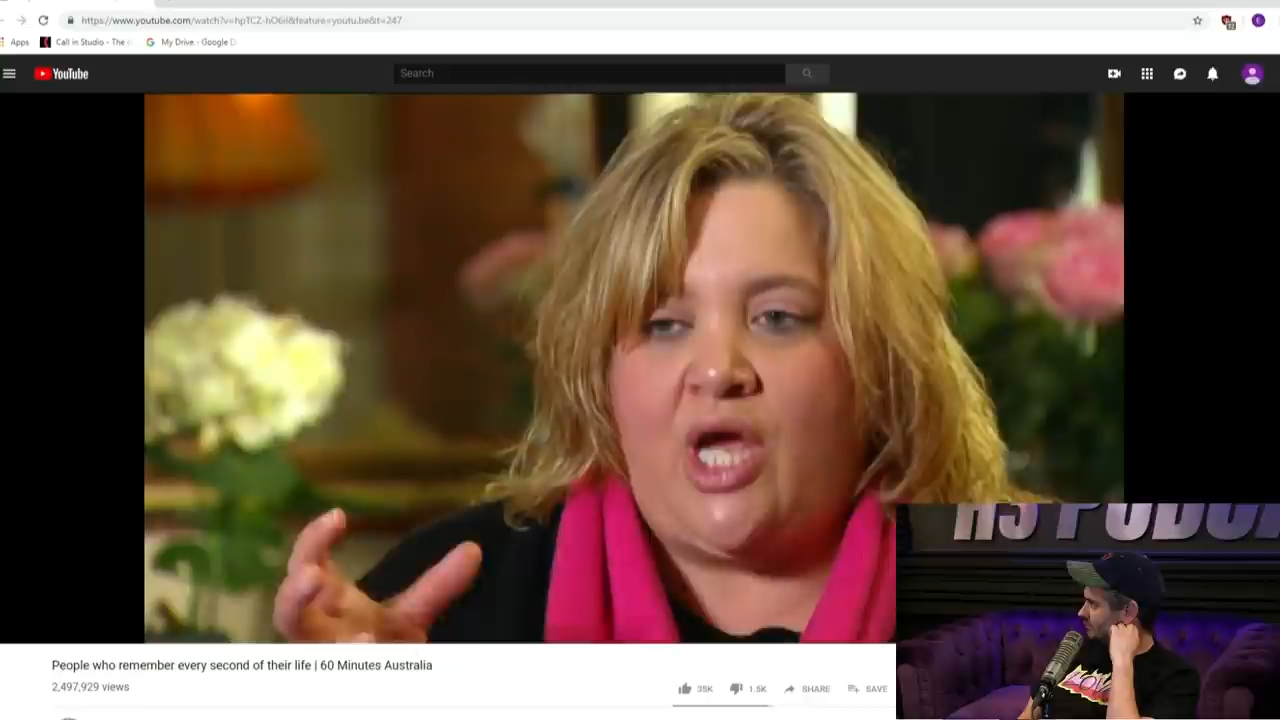 https://www.youtube.com/watch?v=hpTCZ-hO6iI&feature=youtu.be&t=247
Apps
Call in Studio - The
My Drive - Google D
YouTube
Search
People who remember every second of their life | 60 Minutes Australia
2,497,929 views
35K
1.5K
SHARE
SAVE
H3 PODC
LOV